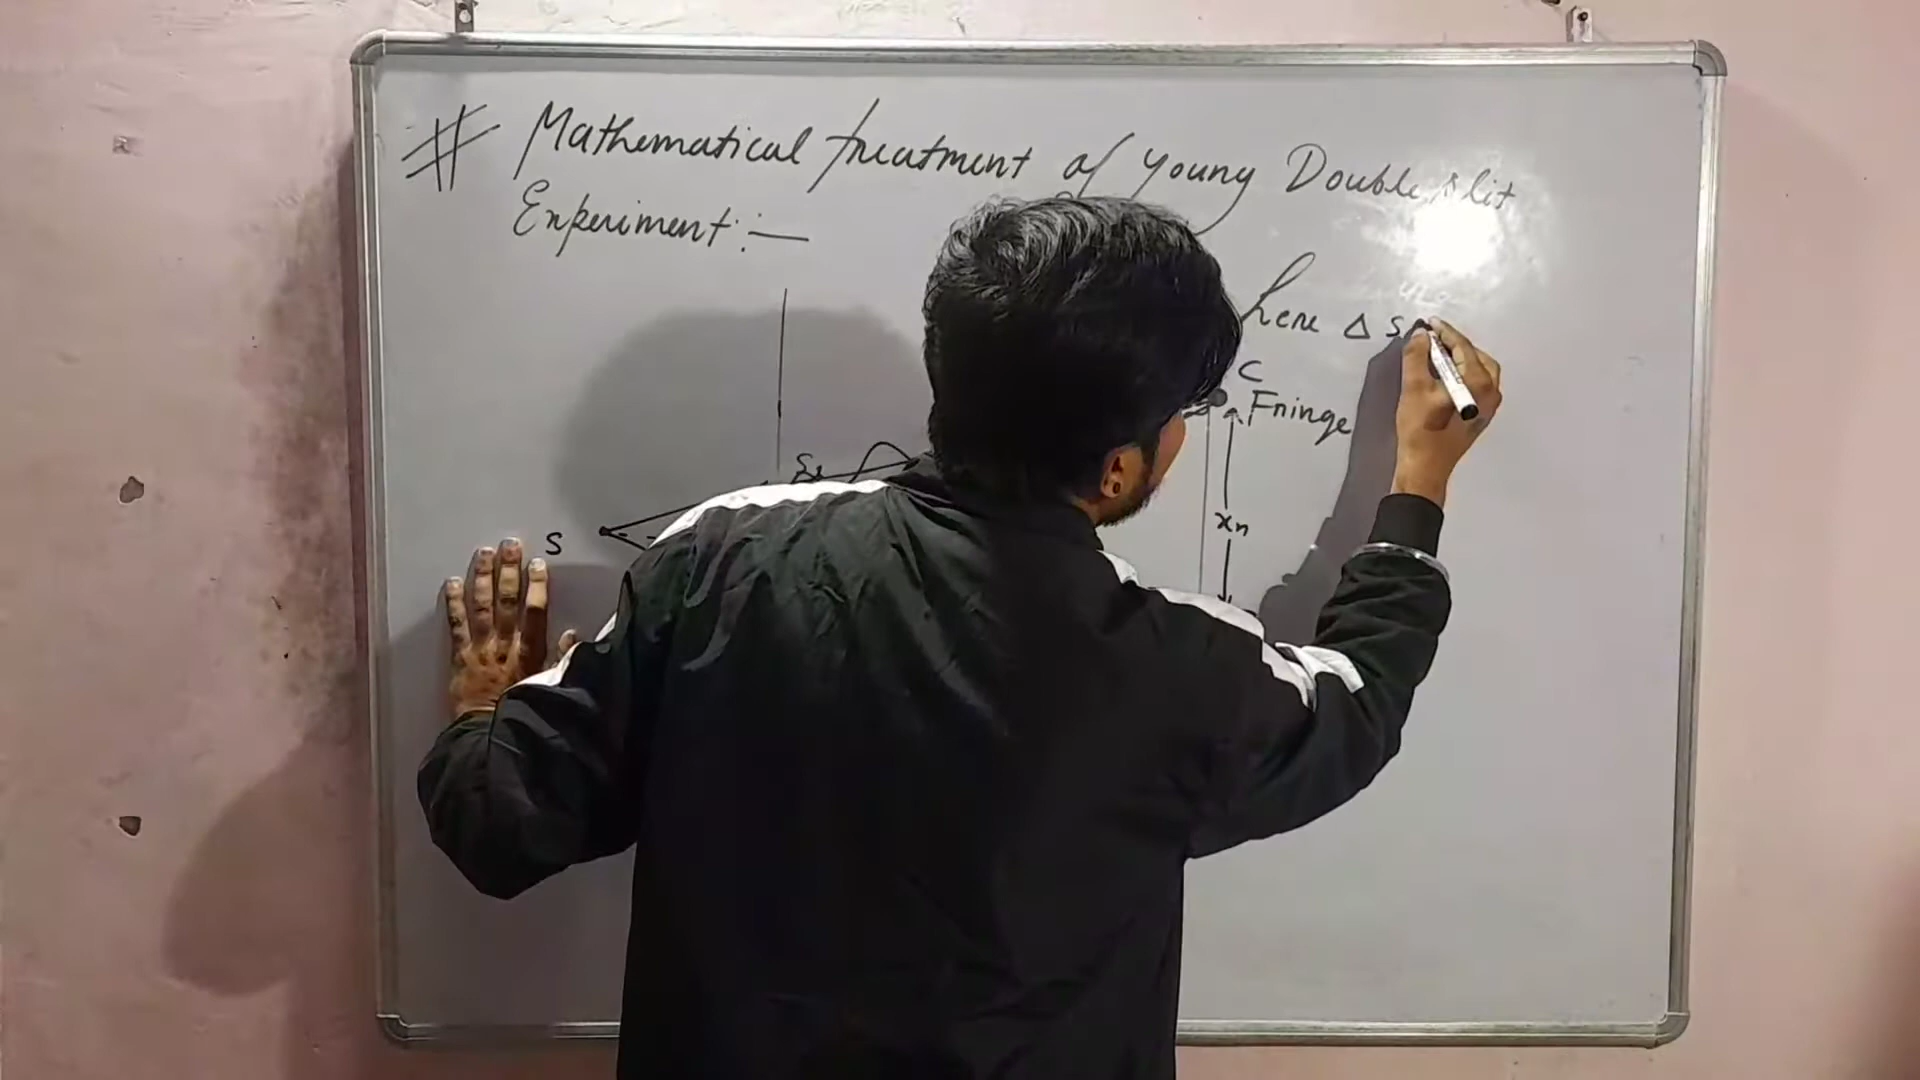 # Mathematical treatment of Young Double slit
Experiment :—
here Δ S
C
Fringe
S
xn